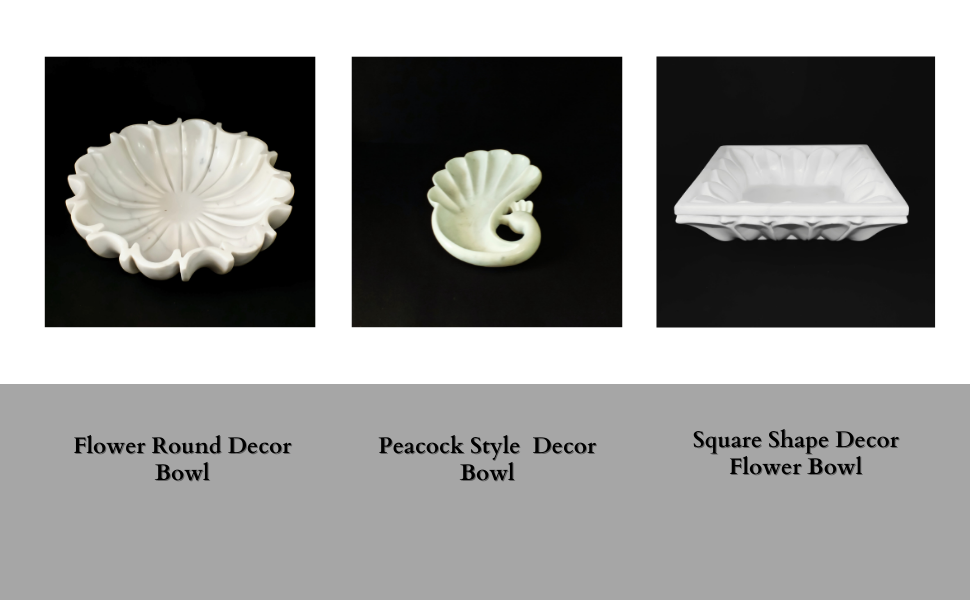 Flower Round Decor
Bowl
Peacock Style  Decor
Bowl
Square Shape Decor
Flower Bowl